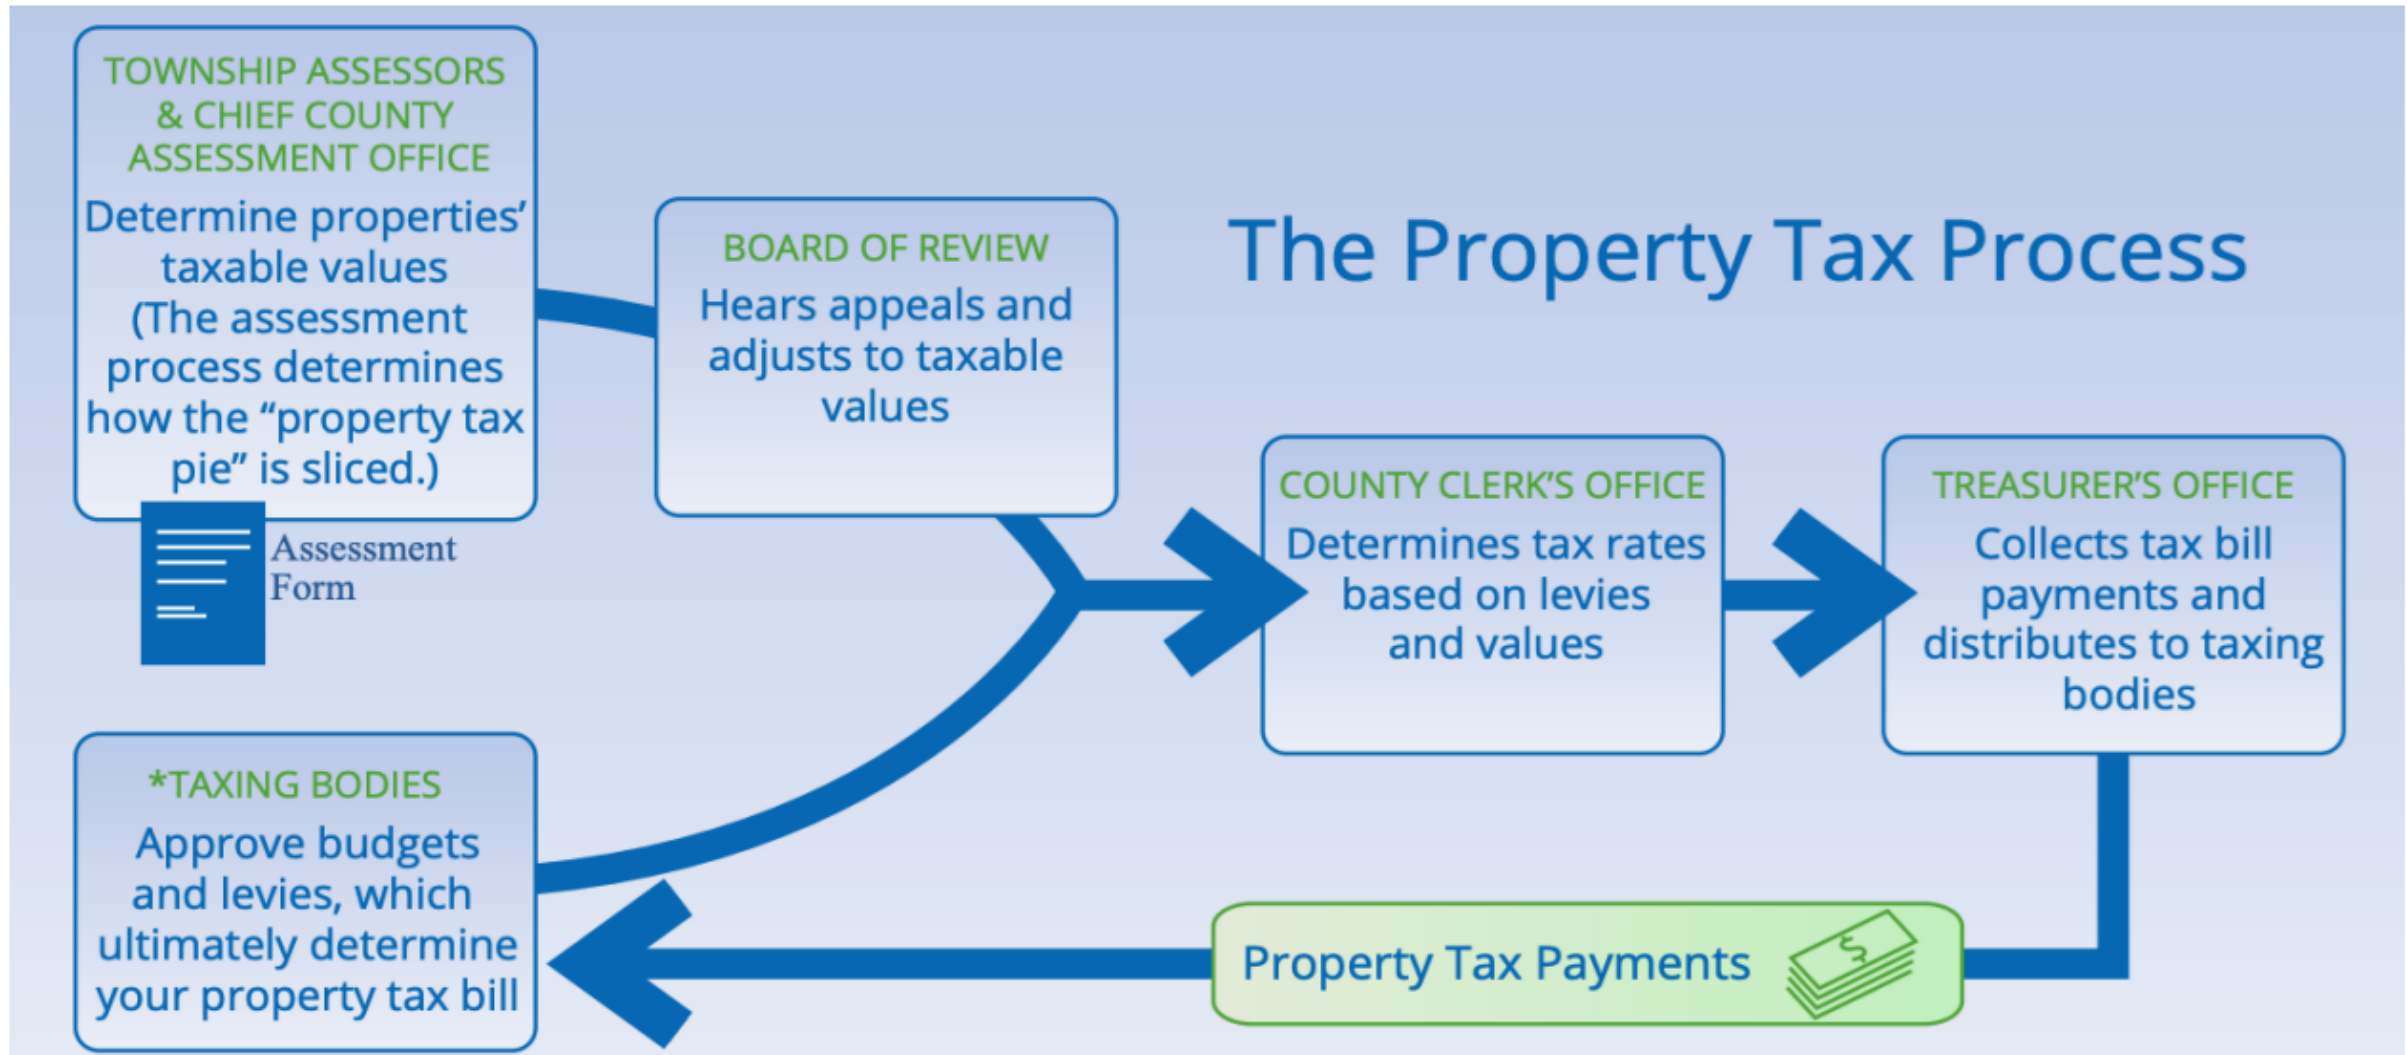 TOWNSHIP ASSESSORS
& CHIEF COUNTY
ASSESSMENT OFFICE
Determine properties’
taxable values
(The assessment
process determines
how the “property tax
pie” is sliced.)
Assessment
Form
BOARD OF REVIEW
Hears appeals and
adjusts to taxable
values
The Property Tax Process
COUNTY CLERK’S OFFICE
Determines tax rates
based on levies
and values
TREASURER’S OFFICE
Collects tax bill
payments and
distributes to taxing
bodies
*TAXING BODIES
Approve budgets
and levies, which
ultimately determine
your property tax bill
Property Tax Payments
$